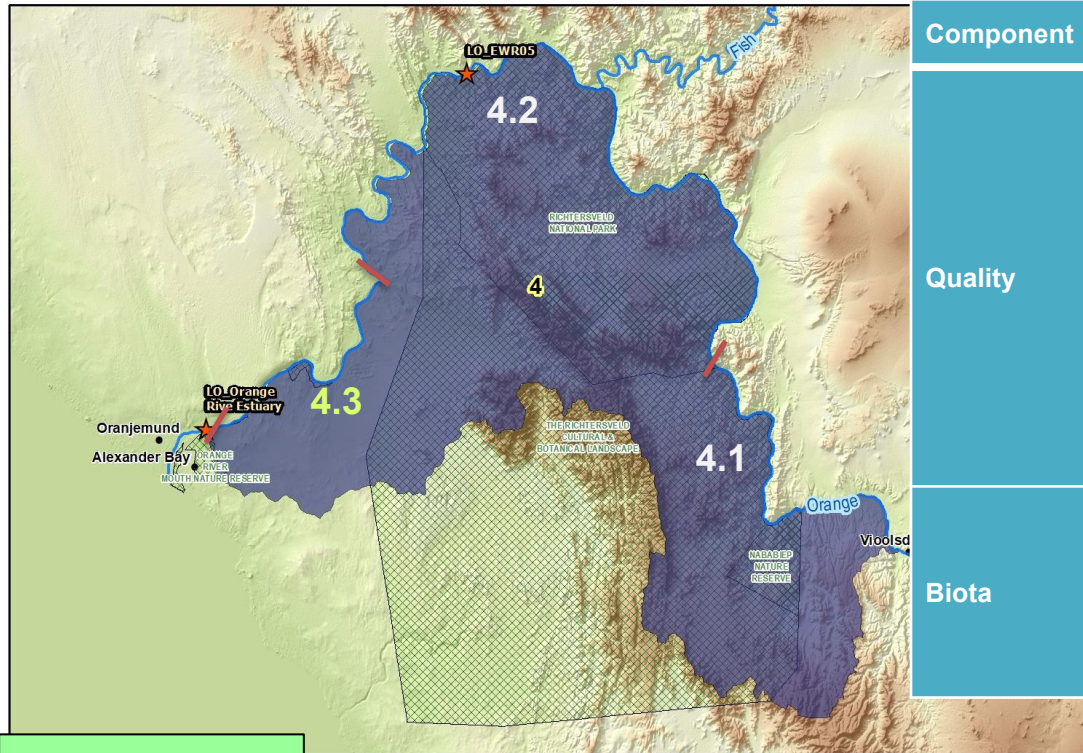 LO_EWR05
Fish
4.2
RICHTERSVELD
NATIONAL PARK
4
LO_Orange
Rive Estuary
4.3
Oranjemund
Alexander Bay
ORANGE
RIVER
MOUTH NATURE RESERVE
THE RICHTERSVELD
CULTURAL &
BOTANICAL LANDSCAPE
4.1
Orange
Vioolsd
NABABIEP
NATURE
RESERVE
Component
Quality
Biota